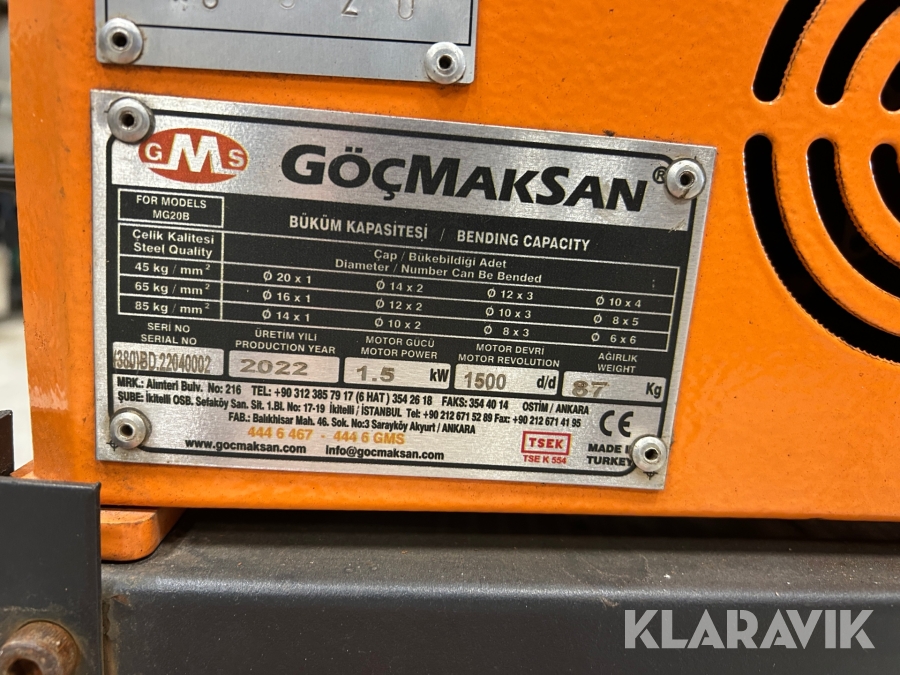 GMS GÖÇMAKSAN®
FOR MODELS
MG20B
BÜKÜM KAPASİTESİ / BENDING CAPACITY
Çelik Kalitesi
Steel Quality
Çap / Bükebildiği Adet
Diameter / Number Can Be Bended
45 kg / mm² Ø 20 x 1 Ø 14 x 2 Ø 12 x 3 Ø 10 x 4
65 kg / mm² Ø 16 x 1 Ø 12 x 2 Ø 10 x 3 Ø 8 x 5
85 kg / mm² Ø 14 x 1 Ø 10 x 2 Ø 8 x 3 Ø 6 x 6
SERİ NO ÜRETİM YILI MOTOR GÜCÜ MOTOR DEVRİ AĞIRLIK
SERIAL NO PRODUCTION YEAR MOTOR POWER MOTOR REVOLUTION WEIGHT
(380)BD.22040002 2022 1.5 kW 1500 d/d 87 Kg
MRK.: Alınteri Bulv. No: 216 TEL: +90 312 385 79 17 (6 HAT) 354 26 18 FAKS: 354 40 14 OSTİM / ANKARA
ŞUBE: İkitelli OSB. Sefaköy San. Sit. 1.Bl. No: 17-19 İkitelli / İSTANBUL Tel: +90 212 671 52 89 Fax: +90 212 671 41 95
FAB.: Balıkhisar Mah. 46. Sok. No:3 Sarayköy Akyurt / ANKARA
444 6 467 - 444 6 GMS
www.gocmaksan.com info@gocmaksan.com
TSEK
TSE K 554
CE
MADE IN
TURKEY
KLARAVIK